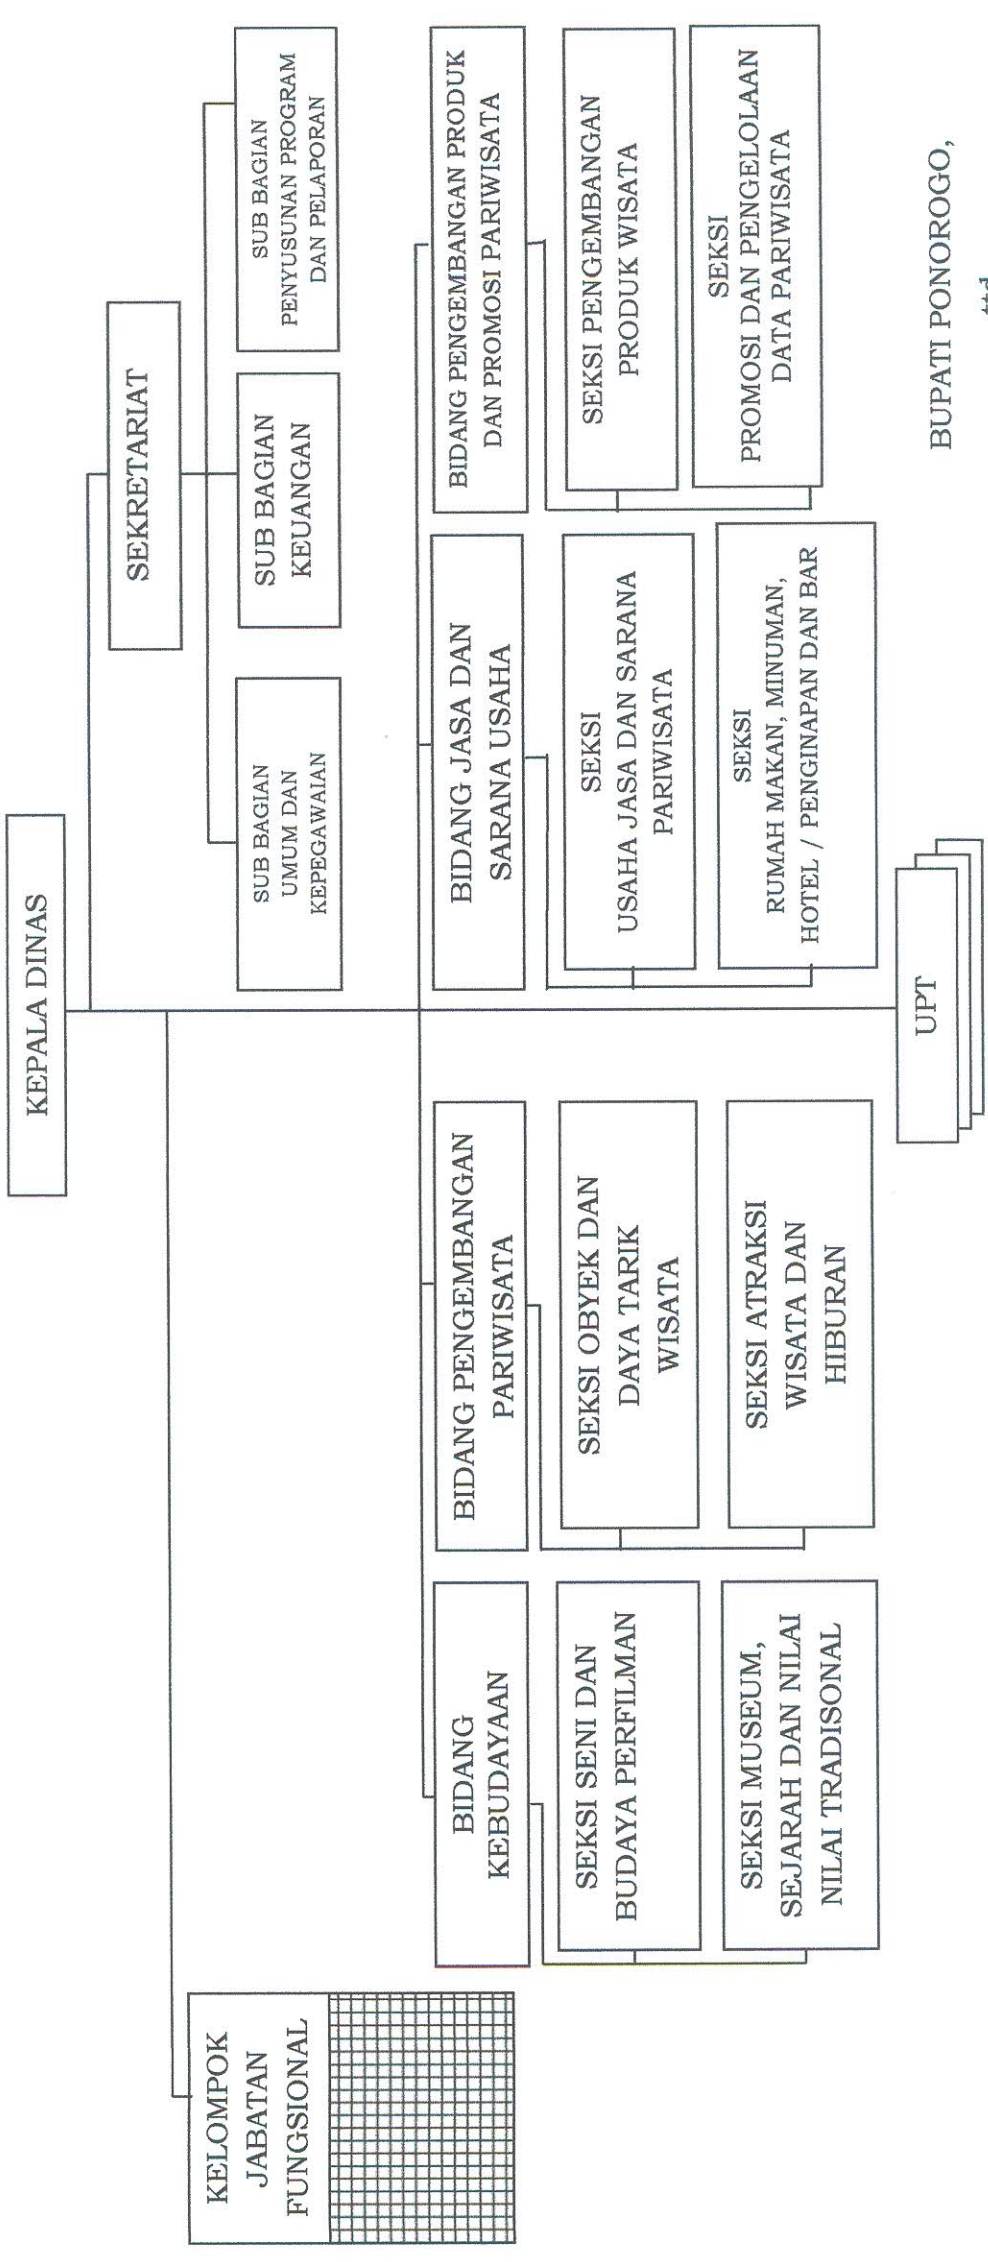 KEPALA DINAS
SEKRETARIAT
KELOMPOK
JABATAN
FUNGSIONAL
SUB BAGIAN
UMUM DAN
KEPEGAWAIAN
SUB BAGIAN
KEUANGAN
SUB BAGIAN
PENYUSUNAN PROGRAM
DAN PELAPORAN
BIDANG
KEBUDAYAAN
SEKSI SENI DAN
BUDAYA PERFILMAN
SEKSI MUSEUM,
SEJARAH DAN NILAI
NILAI TRADISONAL
BIDANG PENGEMBANGAN
PARIWISATA
SEKSI OBYEK DAN
DAYA TARIK
WISATA
SEKSI ATRAKSI
WISATA DAN
HIBURAN
BIDANG JASA DAN
SARANA USAHA
SEKSI
USAHA JASA DAN SARANA
PARIWISATA
SEKSI
RUMAH MAKAN, MINUMAN,
HOTEL / PENGINAPAN DAN BAR
BIDANG PENGEMBANGAN PRODUK
DAN PROMOSI PARIWISATA
SEKSI PENGEMBANGAN
PRODUK WISATA
SEKSI
PROMOSI DAN PENGELOLAAN
DATA PARIWISATA
UPT
BUPATI PONOROGO,